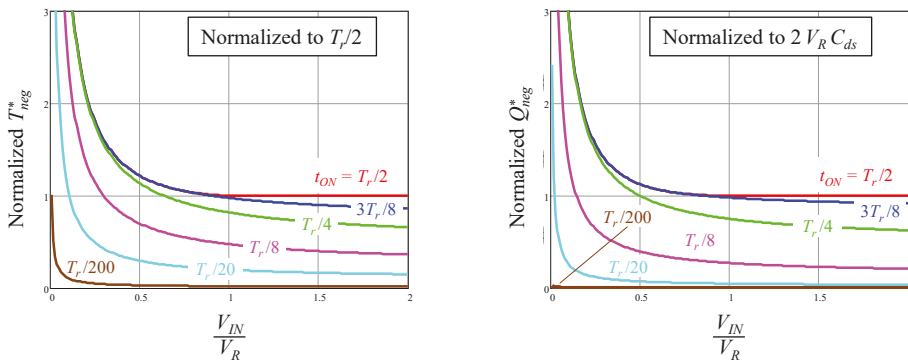 Normalized to T_r/2
Normalized T*_neg
3
2
1
0
t_ON = T_r/2
3T_r/8
T_r/4
T_r/8
T_r/20
T_r/200
0
0.5
1
1.5
2
V_IN
V_R
Normalized to 2 V_R C_ds
Normalized Q*_neg
3
2
1
0
t_ON = T_r/2
3T_r/8
T_r/200
T_r/4
T_r/8
T_r/20
0
0.5
1
1.5
V_IN
V_R